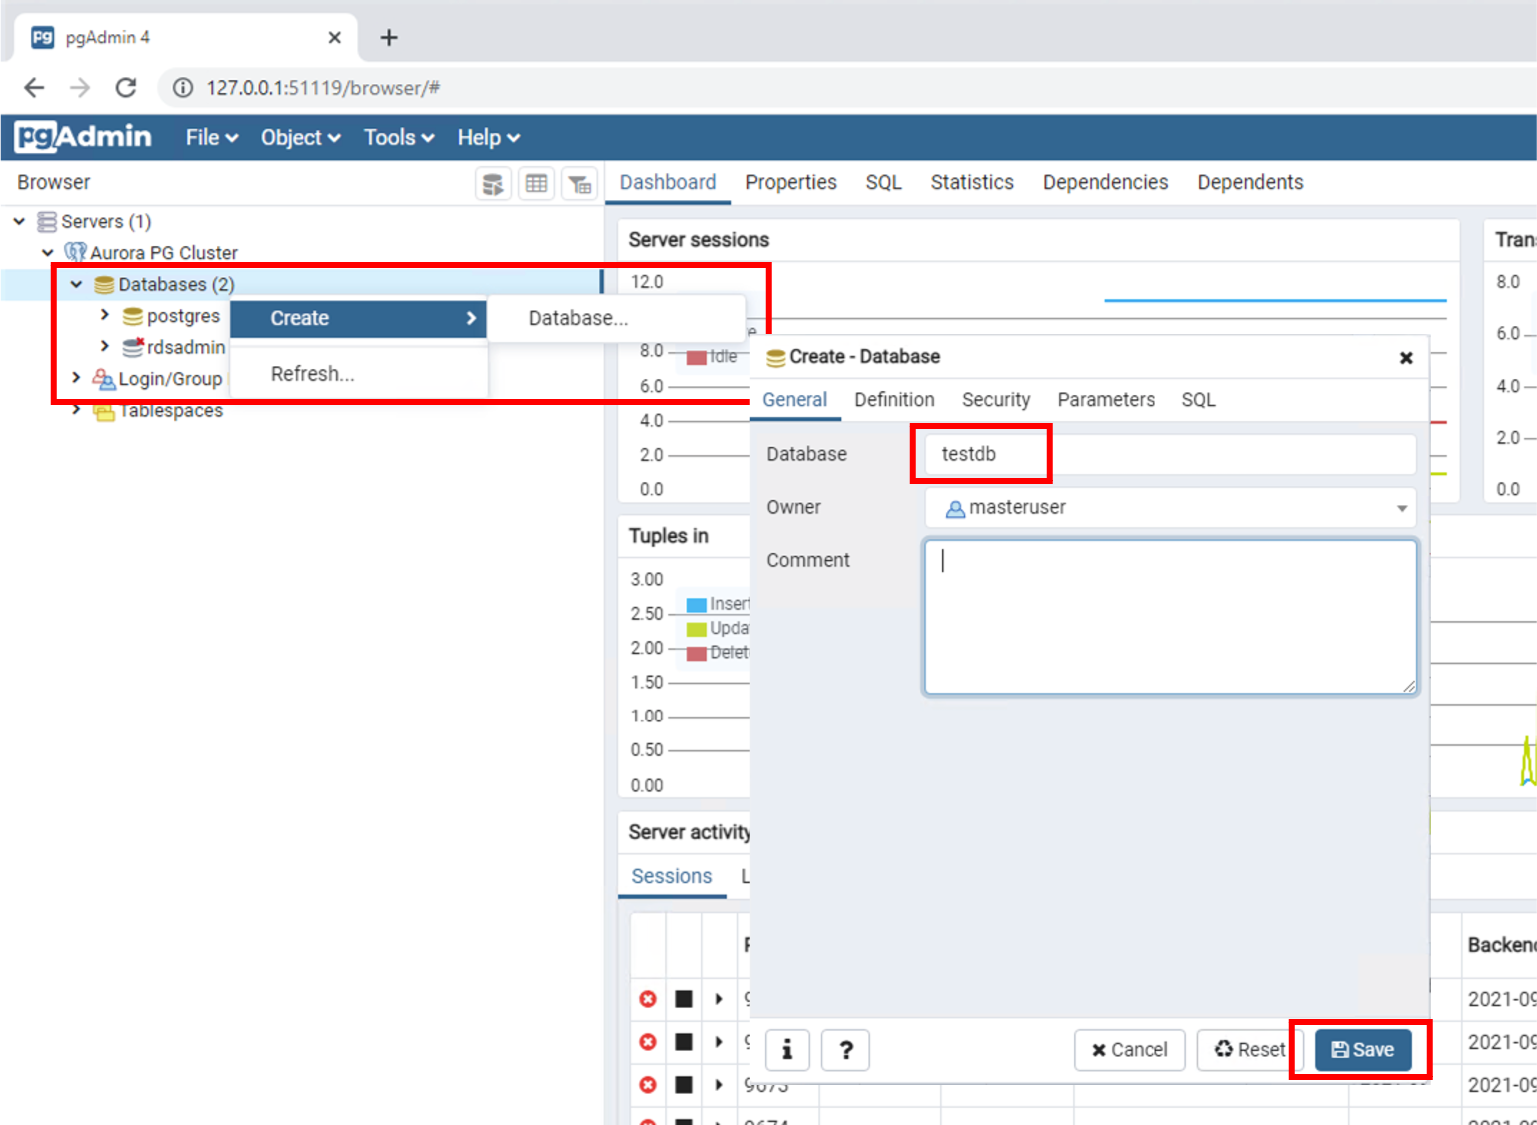 pgAdmin 4
127.0.0.1:51119/browser/#
pgAdmin File Object Tools Help
Browser
Dashboard Properties SQL Statistics Dependencies Dependents
Servers (1)
Aurora PG Cluster
Databases (2)
postgres
rdsadmin
Login/Group
Tablespaces
Create
Database...
Refresh...
Server sessions
12.0
8.0
6.0
4.0
2.0
0.0
Idle
Tran
8.0
6.0
4.0
2.0
0.0
Tuples in
3.00
2.50
2.00
1.50
1.00
0.50
0.00
Insert
Upda
Delet
Server activity
Sessions
Create - Database
General Definition Security Parameters SQL
Database testdb
Owner masteruser
Comment
i ? Cancel Reset Save
Backend
2021-09
2021-09
9673 2021-09